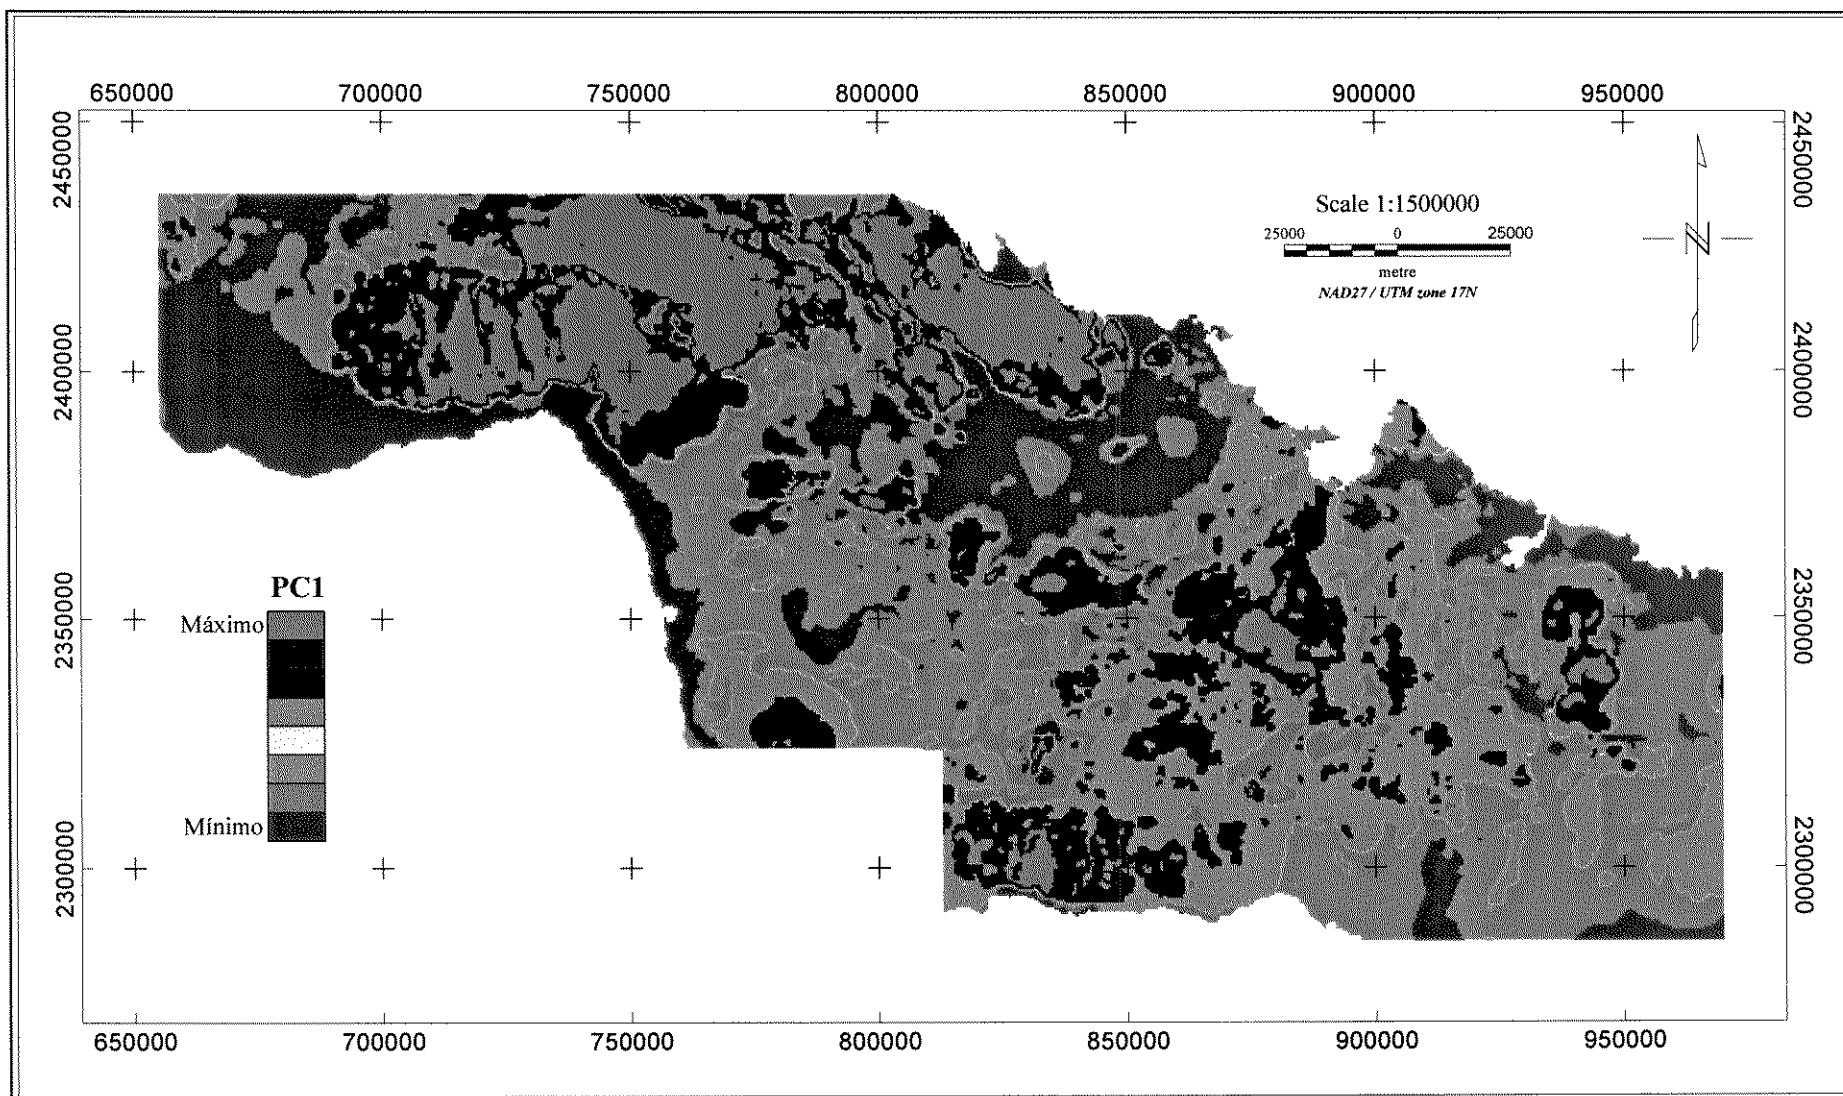 650000 700000 750000 800000 850000 900000 950000
2450000 2450000
Scale 1:1500000
25000 0 25000
metre
NAD27 / UTM zone 17N
N
2400000 2400000
PC1
Máximo
Mínimo
2350000 2350000
2300000 2300000
650000 700000 750000 800000 850000 900000 950000